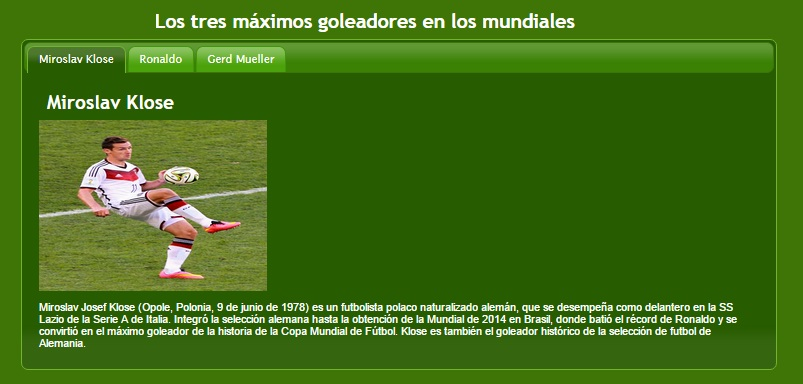 Los tres máximos goleadores en los mundiales
Miroslav Klose
Ronaldo
Gerd Mueller
Miroslav Klose
Miroslav Josef Klose (Opole, Polonia, 9 de junio de 1978) es un futbolista polaco naturalizado alemán, que se desempeña como delantero en la SS
Lazio de la Serie A de Italia. Integró la selección alemana hasta la obtención de la Mundial de 2014 en Brasil, donde batió el récord de Ronaldo y se
convirtió en el máximo goleador de la historia de la Copa Mundial de Fútbol. Klose es también el goleador histórico de la selección de futbol de
Alemania.